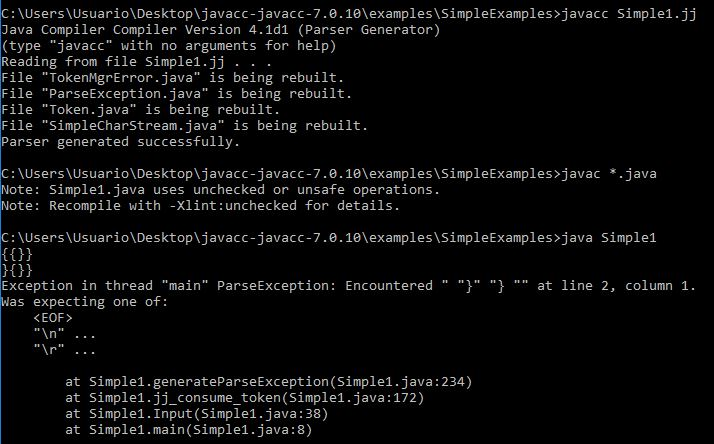 C:\Users\Usuario\Desktop\javacc-javacc-7.0.10\examples\SimpleExamples>javacc Simple1.jj
Java Compiler Compiler Version 4.1d1 (Parser Generator)
(type "javacc" with no arguments for help)
Reading from file Simple1.jj . . .
File "TokenMgrError.java" is being rebuilt.
File "ParseException.java" is being rebuilt.
File "Token.java" is being rebuilt.
File "SimpleCharStream.java" is being rebuilt.
Parser generated successfully.
C:\Users\Usuario\Desktop\javacc-javacc-7.0.10\examples\SimpleExamples>javac *.java
Note: Simple1.java uses unchecked or unsafe operations.
Note: Recompile with -Xlint:unchecked for details.
C:\Users\Usuario\Desktop\javacc-javacc-7.0.10\examples\SimpleExamples>java Simple1
{{}}
}{}}
Exception in thread "main" ParseException: Encountered " "}" "} "" at line 2, column 1.
Was expecting one of:
    <EOF>
    "\n" ...
    "\r" ...
        at Simple1.generateParseException(Simple1.java:234)
        at Simple1.jj_consume_token(Simple1.java:172)
        at Simple1.Input(Simple1.java:38)
        at Simple1.main(Simple1.java:8)